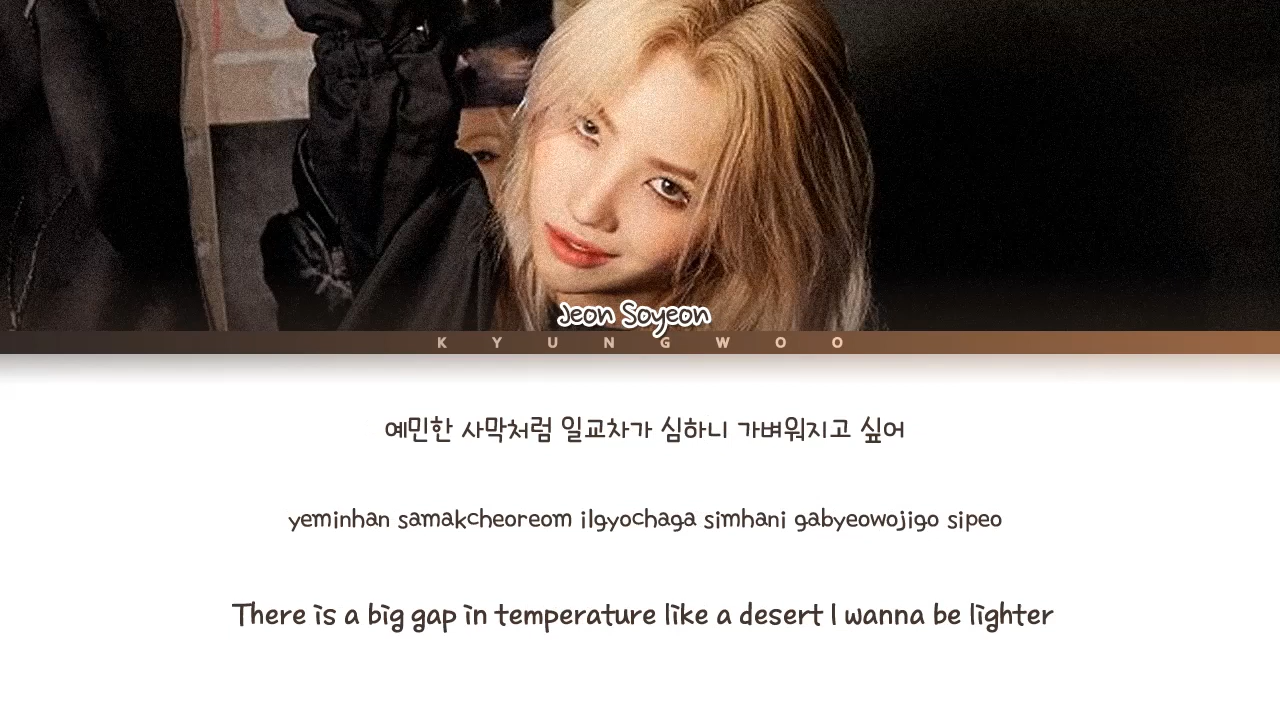 Jeon Soyeon
KYUNGWOO
예민한 사막처럼 일교차가 심하니 가벼워지고 싶어
yeminhan samakcheoreom ilgyochaga simhani gabyeowojigo sipeo
There is a big gap in temperature like a desert I wanna be lighter